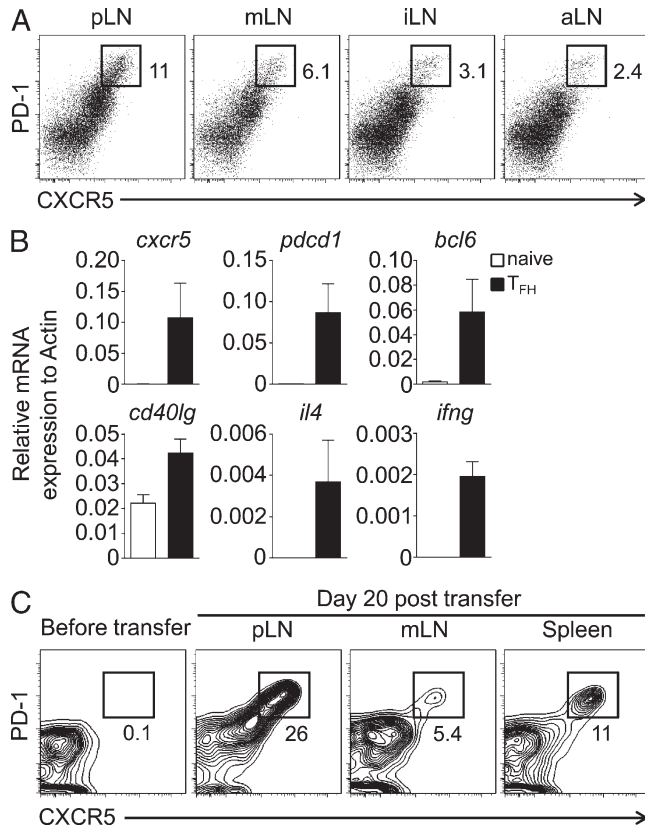 A
pLN mLN iLN aLN
11 6.1 3.1 2.4
PD-1
CXCR5
B
cxcr5 pdcd1 bcl6
naive
T_FH
0.20 0.15 0.10
0.15 0.08
0.10 0.10 0.06
0.05 0.05 0.04
0.02
0 0 0
Relative mRNA
expression to Actin
cd40lg il4 ifng
0.05 0.006 0.003
0.04
0.03 0.004 0.002
0.02 0.002 0.001
0.01
0 0 0
C
Day 20 post transfer
Before transfer pLN mLN Spleen
PD-1
0.1 26 5.4 11
CXCR5